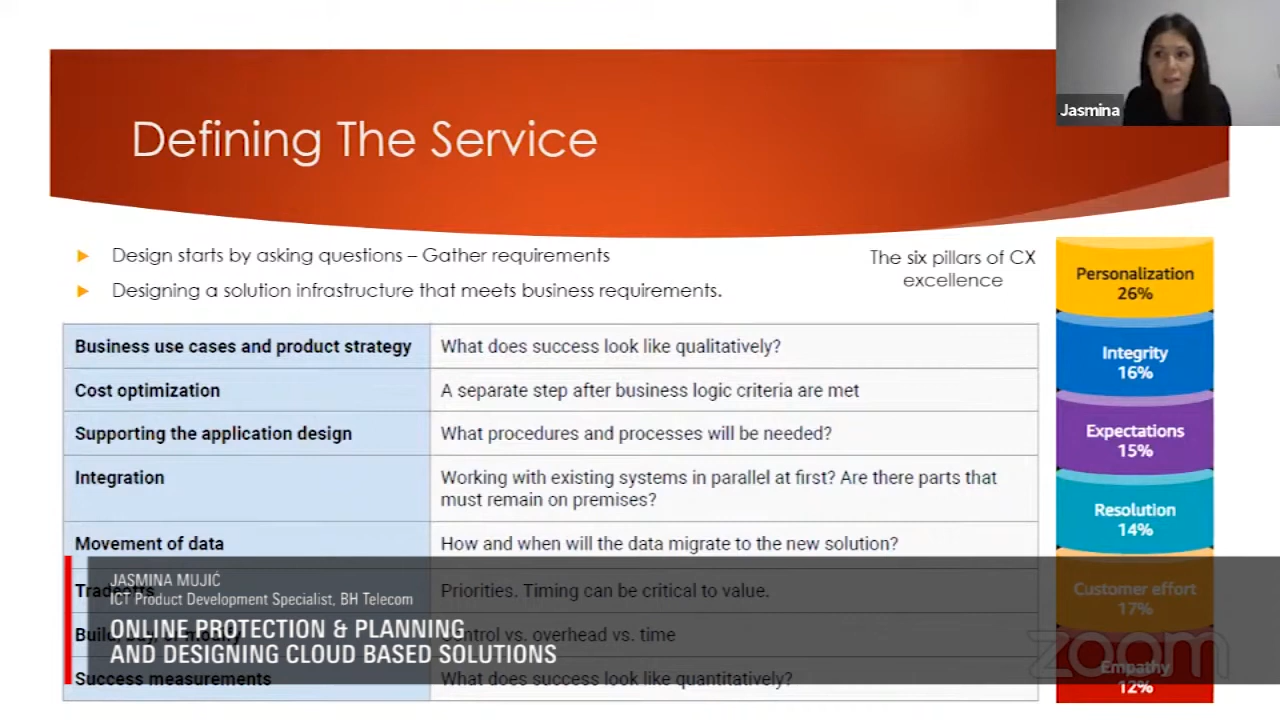 Jasmina
Defining The Service
Design starts by asking questions – Gather requirements
Designing a solution infrastructure that meets business requirements.
The six pillars of CX
excellence
Business use cases and product strategy What does success look like qualitatively?
Cost optimization A separate step after business logic criteria are met
Supporting the application design What procedures and processes will be needed?
Integration Working with existing systems in parallel at first? Are there parts that
must remain on premises?
Movement of data How and when will the data migrate to the new solution?
Tradeoffs Priorities. Timing can be critical to value.
Build, buy, or modify Control vs. overhead vs. time
Success measurements What does success look like quantitatively?
Personalization
26%
Integrity
16%
Expectations
15%
Resolution
14%
Customer effort
17%
Empathy
12%
JASMINA MUJIĆ
ICT Product Development Specialist, BH Telecom
ONLINE PROTECTION & PLANNING
AND DESIGNING CLOUD BASED SOLUTIONS
zoom